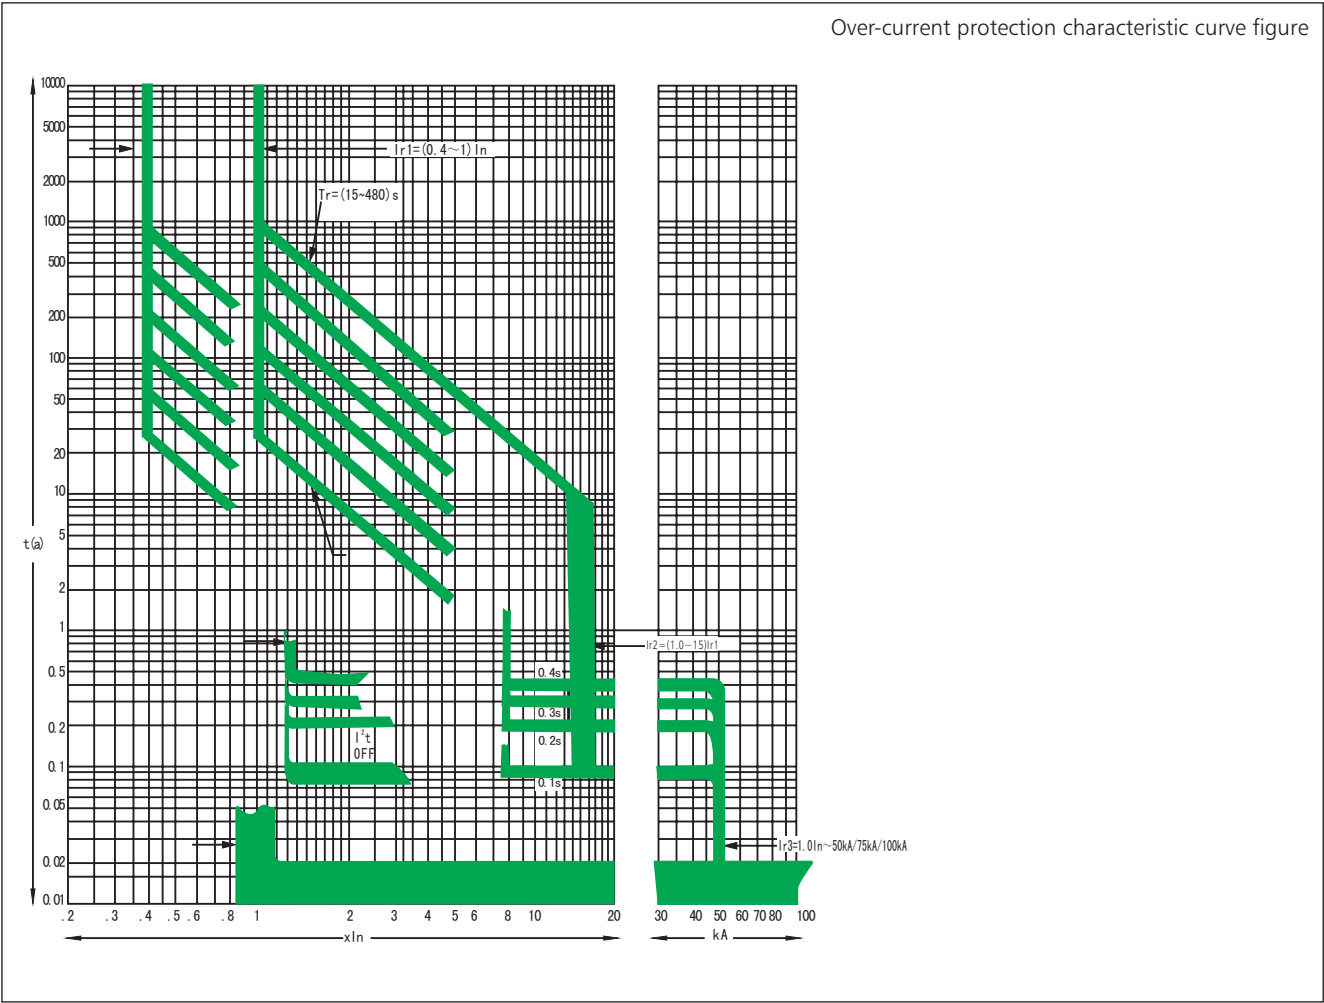 Over-current protection characteristic curve figure
10000
5000
2000
1000
500
200
100
50
20
10
5
2
1
0.5
0.2
0.1
0.05
0.02
0.01
t(a)
Ir1=(0.4～1)In
Tr=(15~480)s
Ir2=(1.0～15)Ir1
0.4s
0.3s
0.2s
0.1s
I²t
OFF
Ir3=1.0In～50kA/75kA/100kA
.2 .3 .4 .5 .6 .8 1 2 3 4 5 6 8 10 20 30 40 50 60 70 80 100
xIn kA